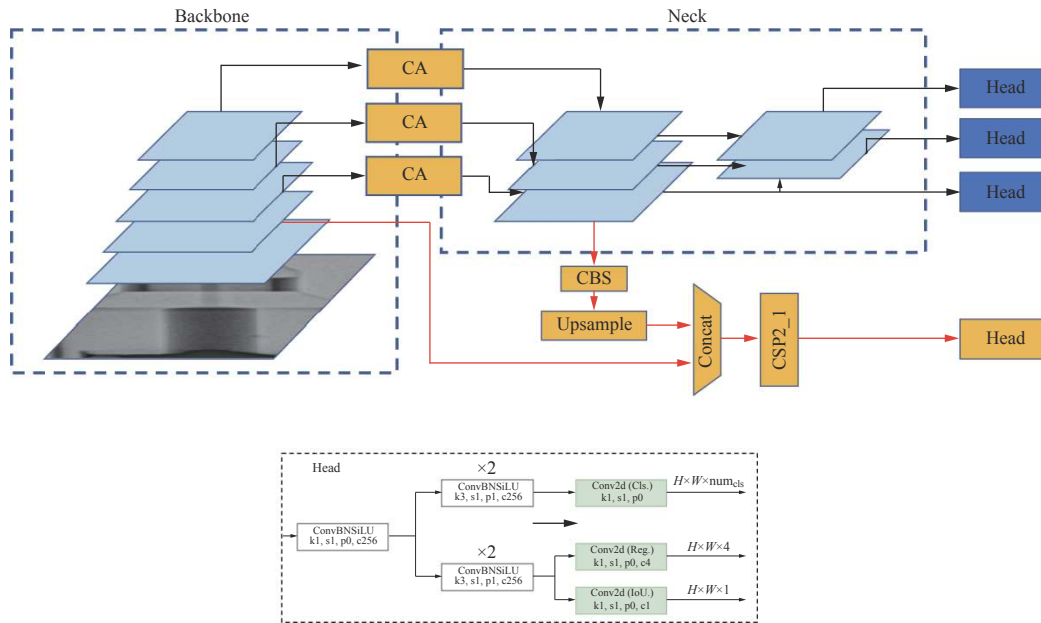 Backbone
Neck
CA
CA
CA
Head
Head
Head
CBS
Upsample
Concat
CSP2_1
Head
Head
×2
ConvBNSiLU
k3, s1, p1, c256
Conv2d (Cls.)
k1, s1, p0
H×W×num_cls
ConvBNSiLU
k1, s1, p0, c256
×2
ConvBNSiLU
k3, s1, p1, c256
Conv2d (Reg.)
k1, s1, p0, c4
H×W×4
Conv2d (IoU.)
k1, s1, p0, c1
H×W×1